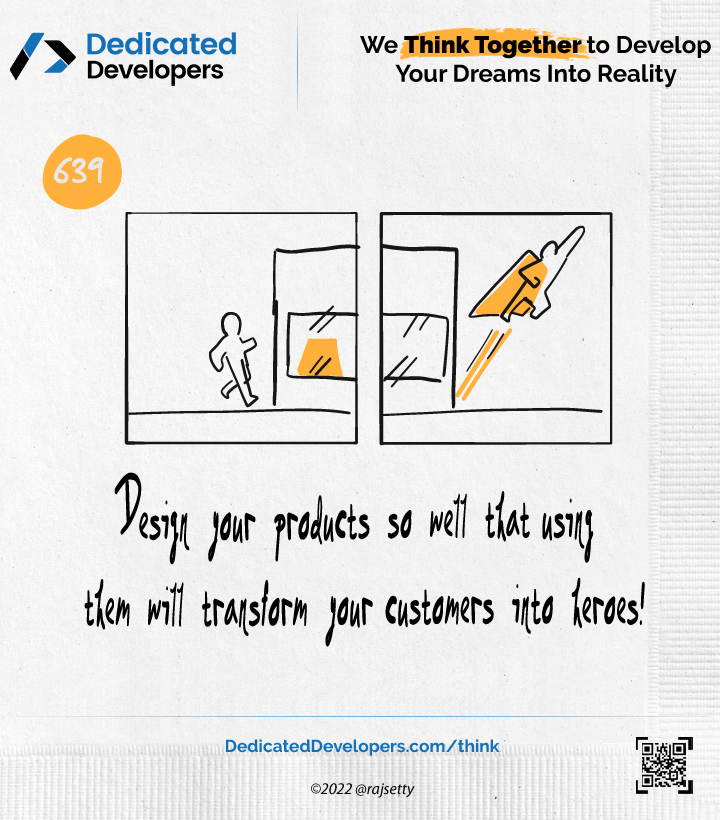 Dedicated
Developers
We Think Together to Develop
Your Dreams Into Reality
639
Design your products so well that using
them will transform your customers into heroes!
DedicatedDevelopers.com/think
©2022 @rajsetty